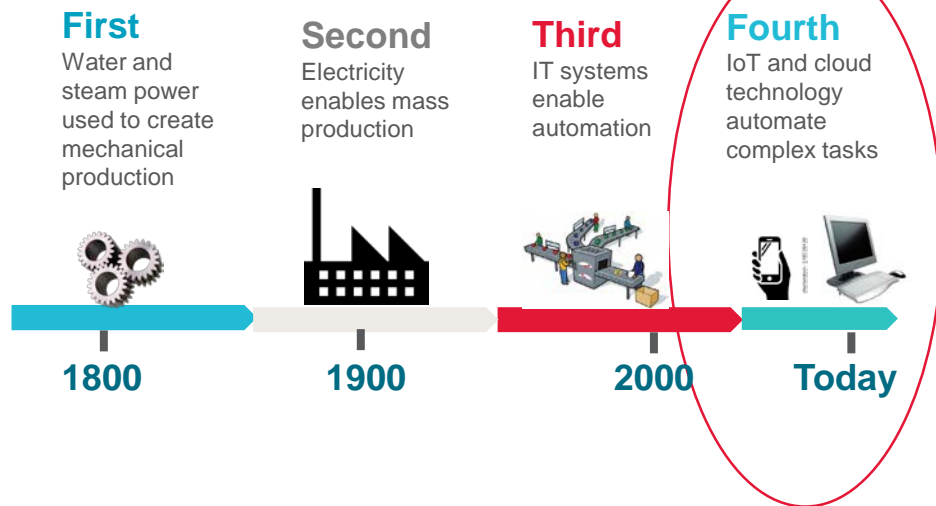 First
Water and
steam power
used to create
mechanical
production
Second
Electricity
enables mass
production
Third
IT systems
enable
automation
Fourth
IoT and cloud
technology
automate
complex tasks
1800
1900
2000
Today